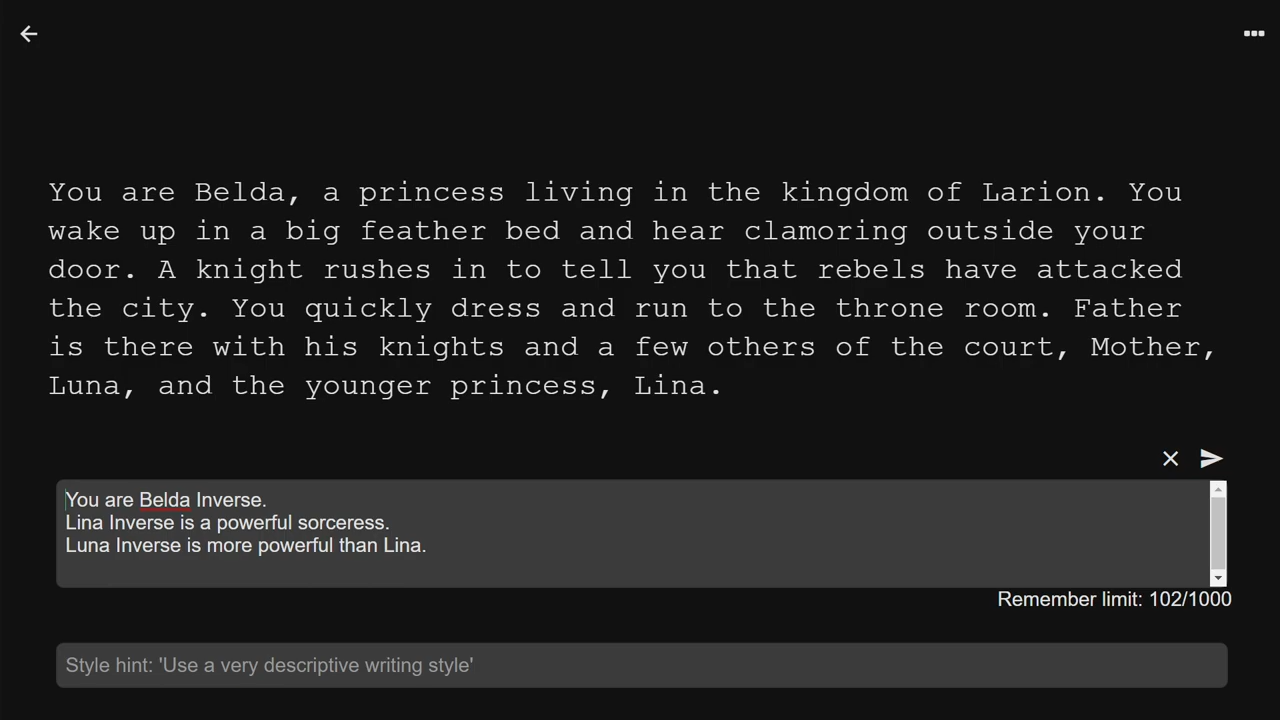 You are Belda, a princess living in the kingdom of Larion. You
wake up in a big feather bed and hear clamoring outside your
door. A knight rushes in to tell you that rebels have attacked
the city. You quickly dress and run to the throne room. Father
is there with his knights and a few others of the court, Mother,
Luna, and the younger princess, Lina.
You are Belda Inverse.
Lina Inverse is a powerful sorceress.
Luna Inverse is more powerful than Lina.
Remember limit: 102/1000
Style hint: 'Use a very descriptive writing style'